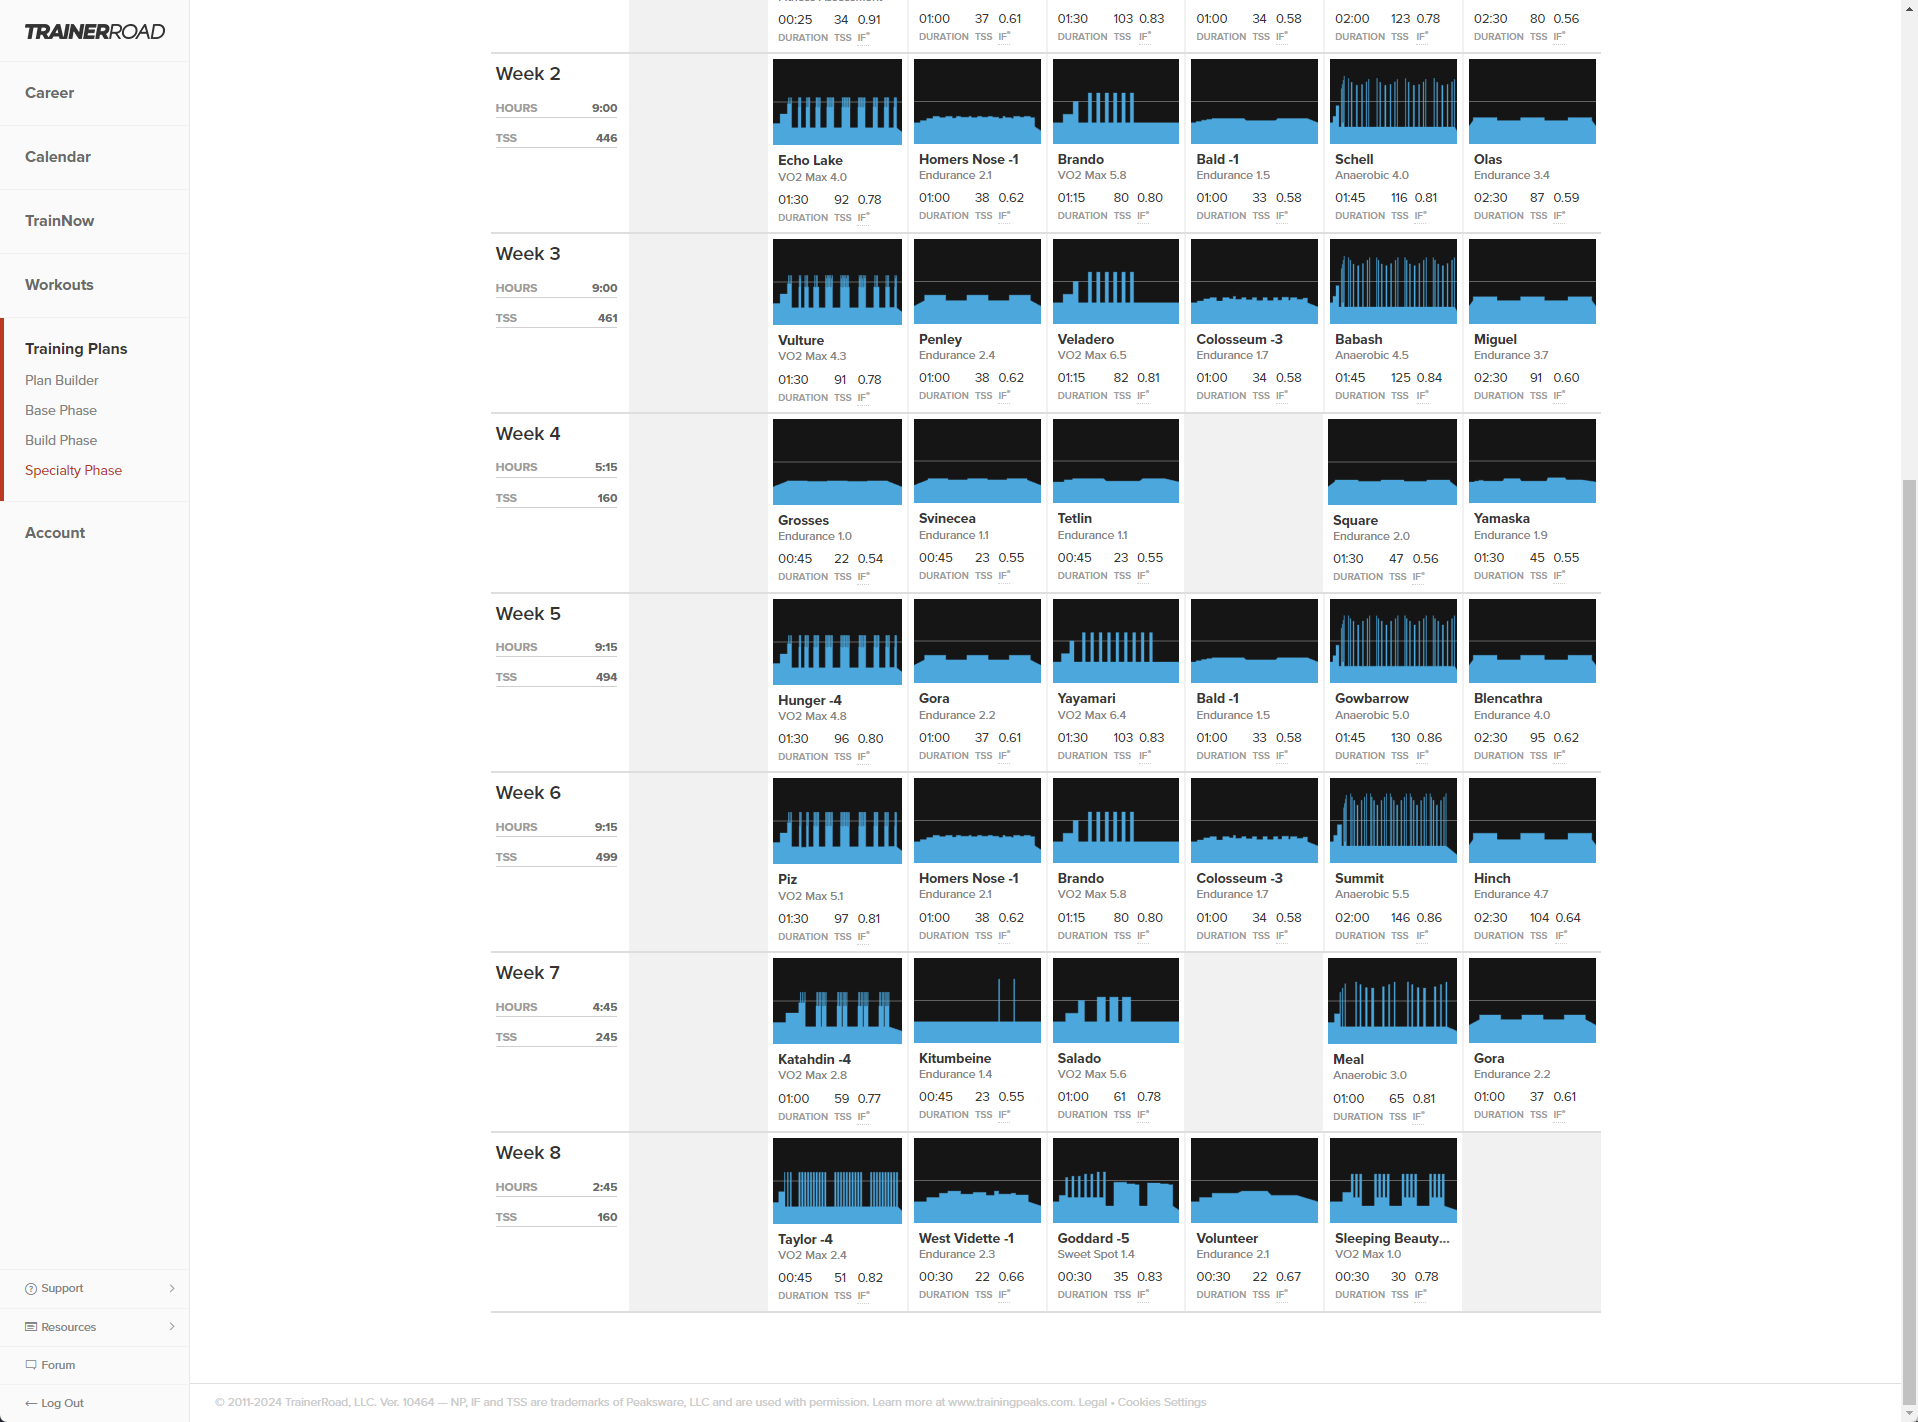 TRAINERROAD
Career
Calendar
TrainNow
Workouts
Training Plans
Plan Builder
Base Phase
Build Phase
Specialty Phase
Account
Support
Resources
Forum
Log Out
00:25 34 0.91
DURATION TSS IF*
01:00 37 0.61
DURATION TSS IF*
01:30 103 0.83
DURATION TSS IF*
01:00 34 0.58
DURATION TSS IF*
02:00 123 0.78
DURATION TSS IF*
02:30 80 0.56
DURATION TSS IF*
Week 2
HOURS 9:00
TSS 446
Echo Lake
VO2 Max 4.0
01:30 92 0.78
DURATION TSS IF*
Homers Nose -1
Endurance 2.1
01:00 38 0.62
DURATION TSS IF*
Brando
VO2 Max 5.8
01:15 80 0.80
DURATION TSS IF*
Bald -1
Endurance 1.5
01:00 33 0.58
DURATION TSS IF*
Schell
Anaerobic 4.0
01:45 116 0.81
DURATION TSS IF*
Olas
Endurance 3.4
02:30 87 0.59
DURATION TSS IF*
Week 3
HOURS 9:00
TSS 461
Vulture
VO2 Max 4.3
01:30 91 0.78
DURATION TSS IF*
Penley
Endurance 2.4
01:00 38 0.62
DURATION TSS IF*
Veladero
VO2 Max 6.5
01:15 82 0.81
DURATION TSS IF*
Colosseum -3
Endurance 1.7
01:00 34 0.58
DURATION TSS IF*
Babash
Anaerobic 4.5
01:45 125 0.84
DURATION TSS IF*
Miguel
Endurance 3.7
02:30 91 0.60
DURATION TSS IF*
Week 4
HOURS 5:15
TSS 160
Grosses
Endurance 1.0
00:45 22 0.54
DURATION TSS IF*
Svinecea
Endurance 1.1
00:45 23 0.55
DURATION TSS IF*
Tetlin
Endurance 1.1
00:45 23 0.55
DURATION TSS IF*
Square
Endurance 2.0
01:30 47 0.56
DURATION TSS IF*
Yamaska
Endurance 1.9
01:30 45 0.55
DURATION TSS IF*
Week 5
HOURS 9:15
TSS 494
Hunger -4
VO2 Max 4.8
01:30 96 0.80
DURATION TSS IF*
Gora
Endurance 2.2
01:00 37 0.61
DURATION TSS IF*
Yayamari
VO2 Max 6.4
01:30 103 0.83
DURATION TSS IF*
Bald -1
Endurance 1.5
01:00 33 0.58
DURATION TSS IF*
Gowbarrow
Anaerobic 5.0
01:45 130 0.86
DURATION TSS IF*
Blencathra
Endurance 4.0
02:30 95 0.62
DURATION TSS IF*
Week 6
HOURS 9:15
TSS 499
Piz
VO2 Max 5.1
01:30 97 0.81
DURATION TSS IF*
Homers Nose -1
Endurance 2.1
01:00 38 0.62
DURATION TSS IF*
Brando
VO2 Max 5.8
01:15 80 0.80
DURATION TSS IF*
Colosseum -3
Endurance 1.7
01:00 34 0.58
DURATION TSS IF*
Summit
Anaerobic 5.5
02:00 146 0.86
DURATION TSS IF*
Hinch
Endurance 4.7
02:30 104 0.64
DURATION TSS IF*
Week 7
HOURS 4:45
TSS 245
Katahdin -4
VO2 Max 2.8
01:00 59 0.77
DURATION TSS IF*
Kitumbeine
Endurance 1.4
00:45 23 0.55
DURATION TSS IF*
Salado
VO2 Max 5.6
01:00 61 0.78
DURATION TSS IF*
Meal
Anaerobic 3.0
01:00 65 0.81
DURATION TSS IF*
Gora
Endurance 2.2
01:00 37 0.61
DURATION TSS IF*
Week 8
HOURS 2:45
TSS 160
Taylor -4
VO2 Max 2.4
00:45 51 0.82
DURATION TSS IF*
West Vidette -1
Endurance 2.3
00:30 22 0.66
DURATION TSS IF*
Goddard -5
Sweet Spot 1.4
00:30 35 0.83
DURATION TSS IF*
Volunteer
Endurance 2.1
00:30 22 0.67
DURATION TSS IF*
Sleeping Beauty...
VO2 Max 1.0
00:30 30 0.78
DURATION TSS IF*
© 2011-2024 TrainerRoad, LLC. Ver. 10464 — NP, IF and TSS are trademarks of Peaksware, LLC and are used with permission. Learn more at www.trainingpeaks.com. Legal • Cookies Settings